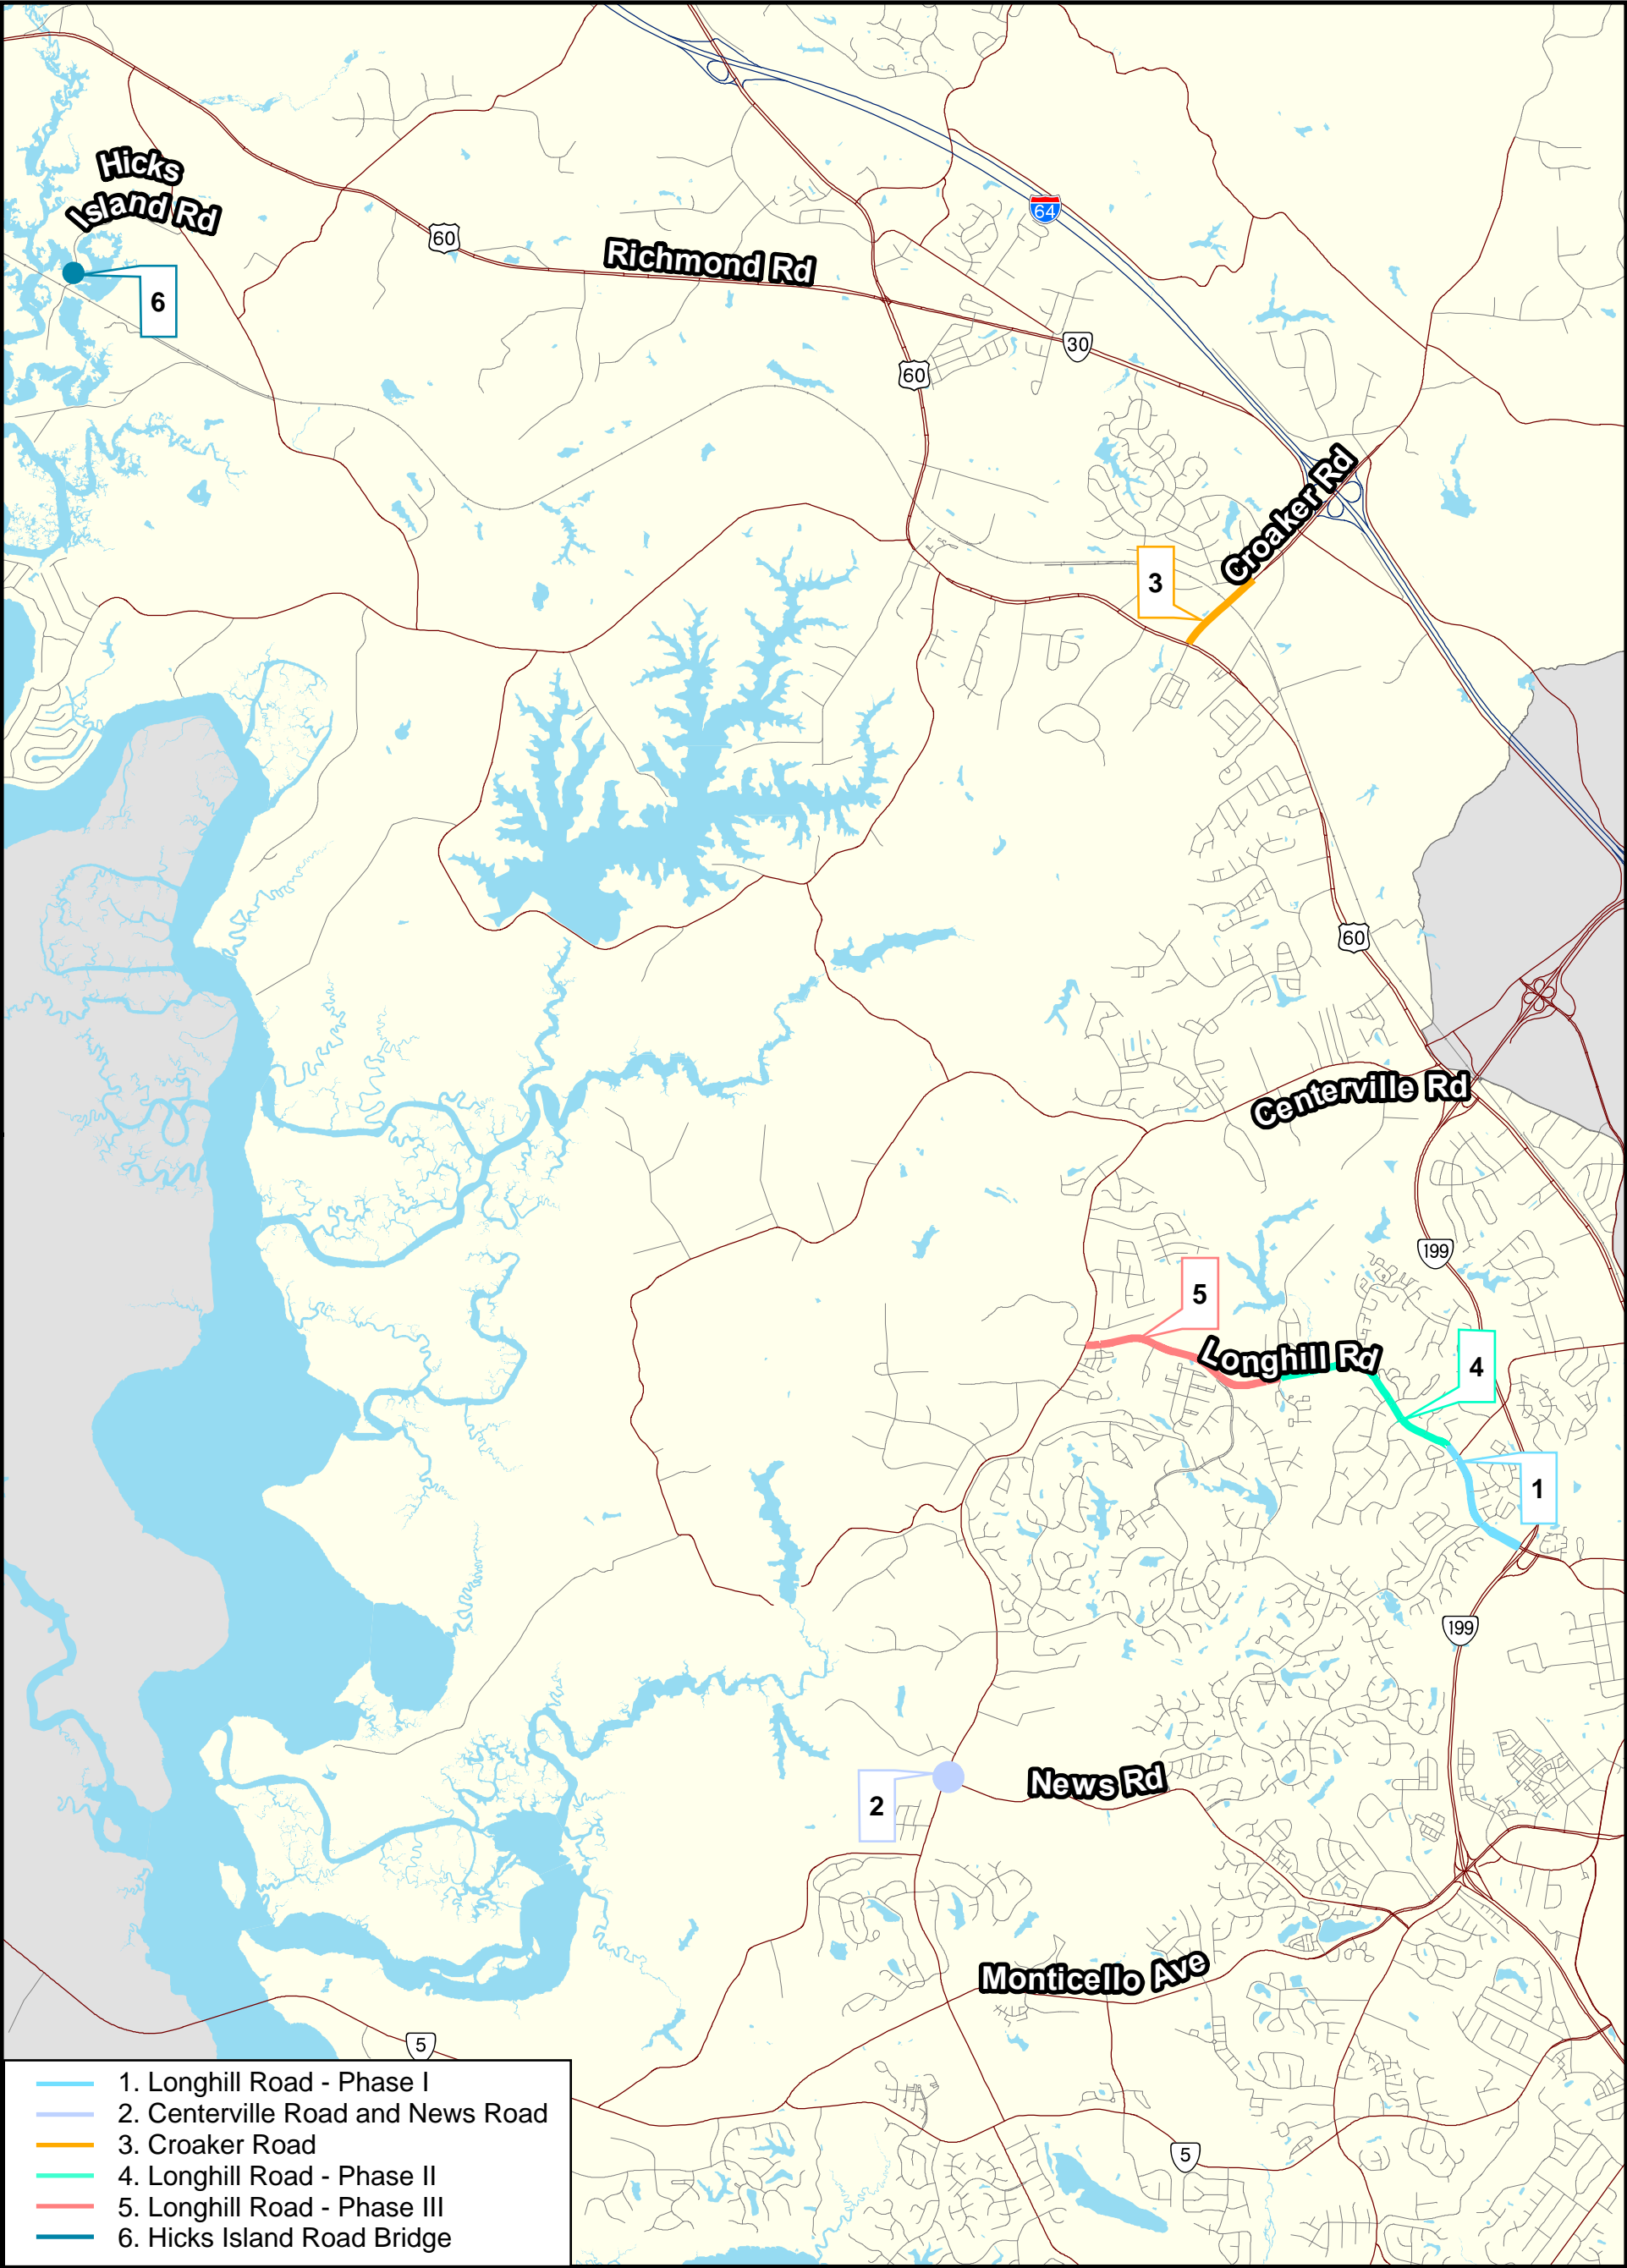 Hicks
Island Rd
64
60
Richmond Rd
6
30
60
Croaker Rd
3
60
Centerville Rd
199
5
Longhill Rd
4
1
199
News Rd
2
Monticello Ave
5
5
1. Longhill Road - Phase I
2. Centerville Road and News Road
3. Croaker Road
4. Longhill Road - Phase II
5. Longhill Road - Phase III
6. Hicks Island Road Bridge